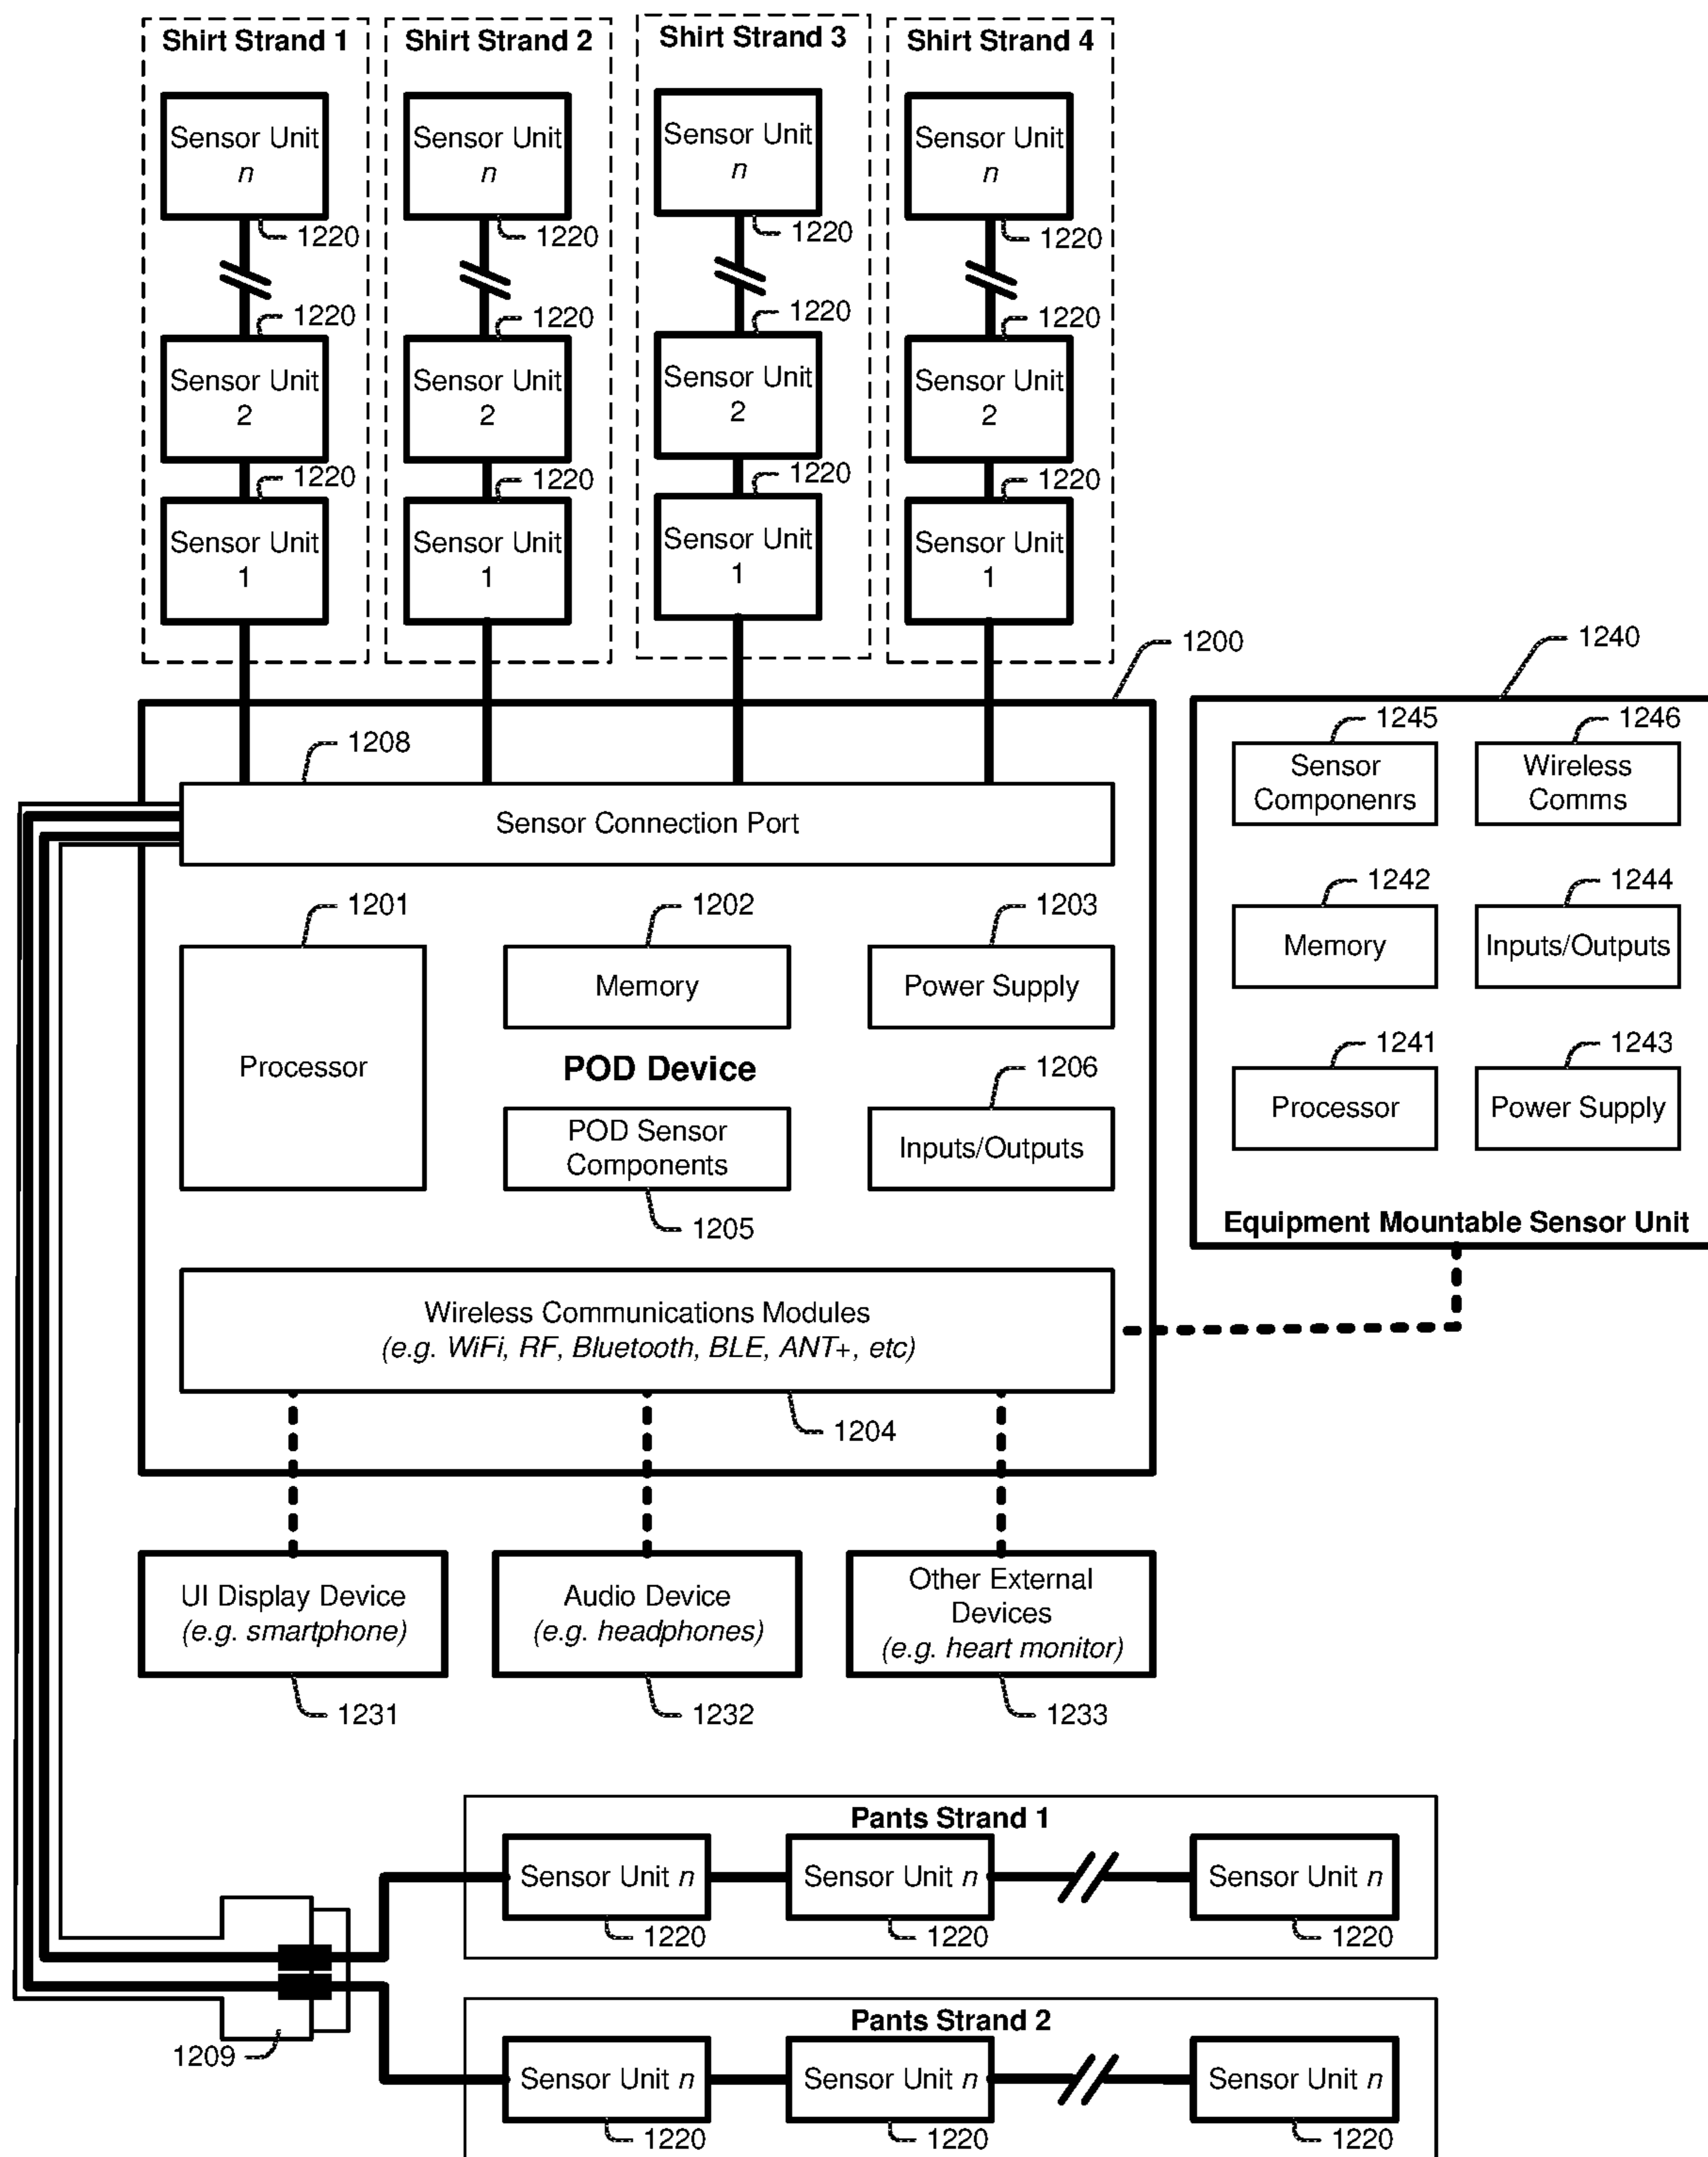 Shirt Strand 1
Shirt Strand 2
Shirt Strand 3
Shirt Strand 4
Sensor Unit
n
1220
Sensor Unit
n
1220
Sensor Unit
n
1220
Sensor Unit
n
1220
1220
Sensor Unit
2
1220
Sensor Unit
2
1220
Sensor Unit
2
1220
Sensor Unit
2
1220
Sensor Unit
1
1220
Sensor Unit
1
1220
Sensor Unit
1
1220
Sensor Unit
1
1200
1240
1208
Sensor Connection Port
1201
Processor
1202
Memory
1203
Power Supply
POD Device
POD Sensor
Components
1205
1206
Inputs/Outputs
Wireless Communications Modules
(e.g. WiFi, RF, Bluetooth, BLE, ANT+, etc)
1204
1245
Sensor
Componenrs
1246
Wireless
Comms
1242
Memory
1244
Inputs/Outputs
1241
Processor
1243
Power Supply
Equipment Mountable Sensor Unit
UI Display Device
(e.g. smartphone)
1231
Audio Device
(e.g. headphones)
1232
Other External
Devices
(e.g. heart monitor)
1233
Pants Strand 1
Sensor Unit n
Sensor Unit n
Sensor Unit n
1220
1220
1220
1209
Pants Strand 2
Sensor Unit n
Sensor Unit n
Sensor Unit n
1220
1220
1220